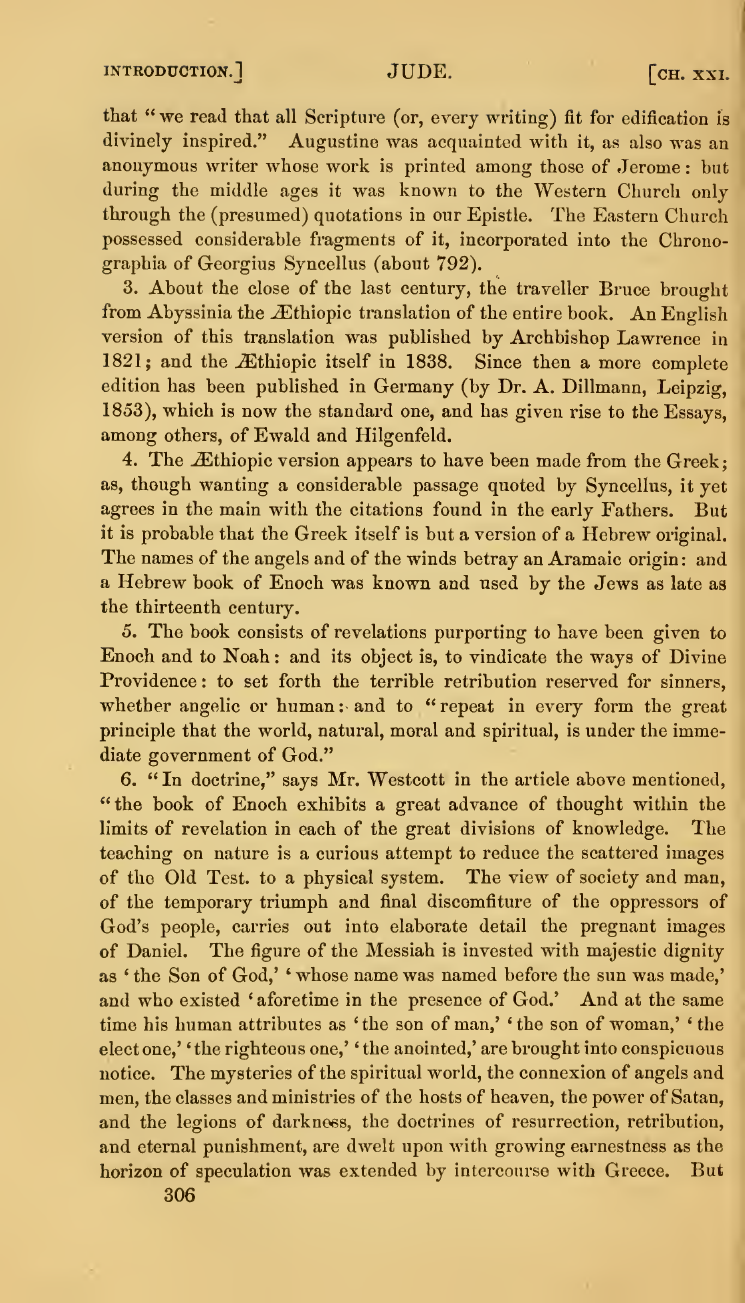 INTRODUCTION.] JUDE. [CH. XXI.
that “we read that all Scripture (or, every writing) fit for edification is
divinely inspired.” Augustine was acquainted with it, as also was an
anonymous writer whose work is printed among those of Jerome: but
during the middle ages it was known to the Western Church only
through the (presumed) quotations in our Epistle. The Eastern Church
possessed considerable fragments of it, incorporated into the Chrono-
graphia of Georgius Syncellus (about 792).
3. About the close of the last century, the traveller Bruce brought
from Abyssinia the Æthiopic translation of the entire book. An English
version of this translation was published by Archbishop Lawrence in
1821; and the Æthiopic itself in 1838. Since then a more complete
edition has been published in Germany (by Dr. A. Dillmann, Leipzig,
1853), which is now the standard one, and has given rise to the Essays,
among others, of Ewald and Hilgenfeld.
4. The Æthiopic version appears to have been made from the Greek;
as, though wanting a considerable passage quoted by Syncellus, it yet
agrees in the main with the citations found in the early Fathers. But
it is probable that the Greek itself is but a version of a Hebrew original.
The names of the angels and of the winds betray an Aramaic origin: and
a Hebrew book of Enoch was known and used by the Jews as late as
the thirteenth century.
5. The book consists of revelations purporting to have been given to
Enoch and to Noah: and its object is, to vindicate the ways of Divine
Providence: to set forth the terrible retribution reserved for sinners,
whether angelic or human: and to “repeat in every form the great
principle that the world, natural, moral and spiritual, is under the imme-
diate government of God.”
6. “In doctrine,” says Mr. Westcott in the article above mentioned,
“the book of Enoch exhibits a great advance of thought within the
limits of revelation in each of the great divisions of knowledge. The
teaching on nature is a curious attempt to reduce the scattered images
of the Old Test. to a physical system. The view of society and man,
of the temporary triumph and final discomfiture of the oppressors of
God’s people, carries out into elaborate detail the pregnant images
of Daniel. The figure of the Messiah is invested with majestic dignity
as ‘the Son of God,’ ‘whose name was named before the sun was made,’
and who existed ‘aforetime in the presence of God.’ And at the same
time his human attributes as ‘the son of man,’ ‘the son of woman,’ ‘the
elect one,’ ‘the righteous one,’ ‘the anointed,’ are brought into conspicuous
notice. The mysteries of the spiritual world, the connexion of angels and
men, the classes and ministries of the hosts of heaven, the power of Satan,
and the legions of darkness, the doctrines of resurrection, retribution,
and eternal punishment, are dwelt upon with growing earnestness as the
horizon of speculation was extended by intercourse with Greece. But
306